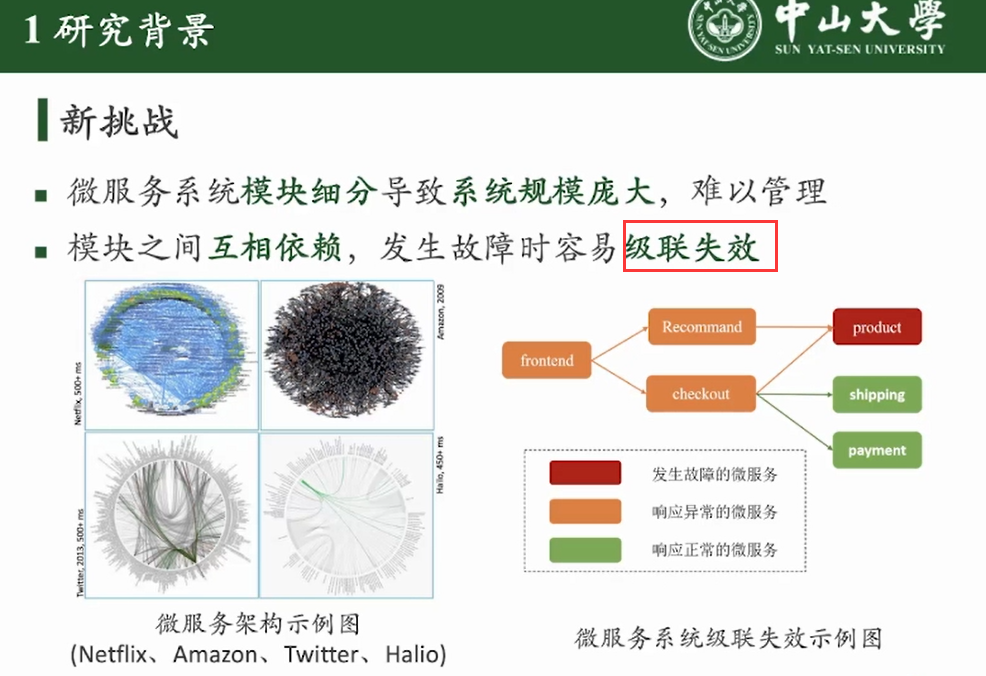 1 研究背景
中山大學
SUN YAT-SEN UNIVERSITY
新挑战
微服务系统模块细分导致系统规模庞大，难以管理
模块之间互相依赖，发生故障时容易级联失效
Netflix, 500+ ms
Amazon, 2009
Twitter, 2013, 500+ ms
Hailo, 450+ ms
微服务架构示例图
(Netflix、Amazon、Twitter、Halio)
frontend
Recommand
checkout
product
shipping
payment
发生故障的微服务
响应异常的微服务
响应正常的微服务
微服务系统级联失效示例图